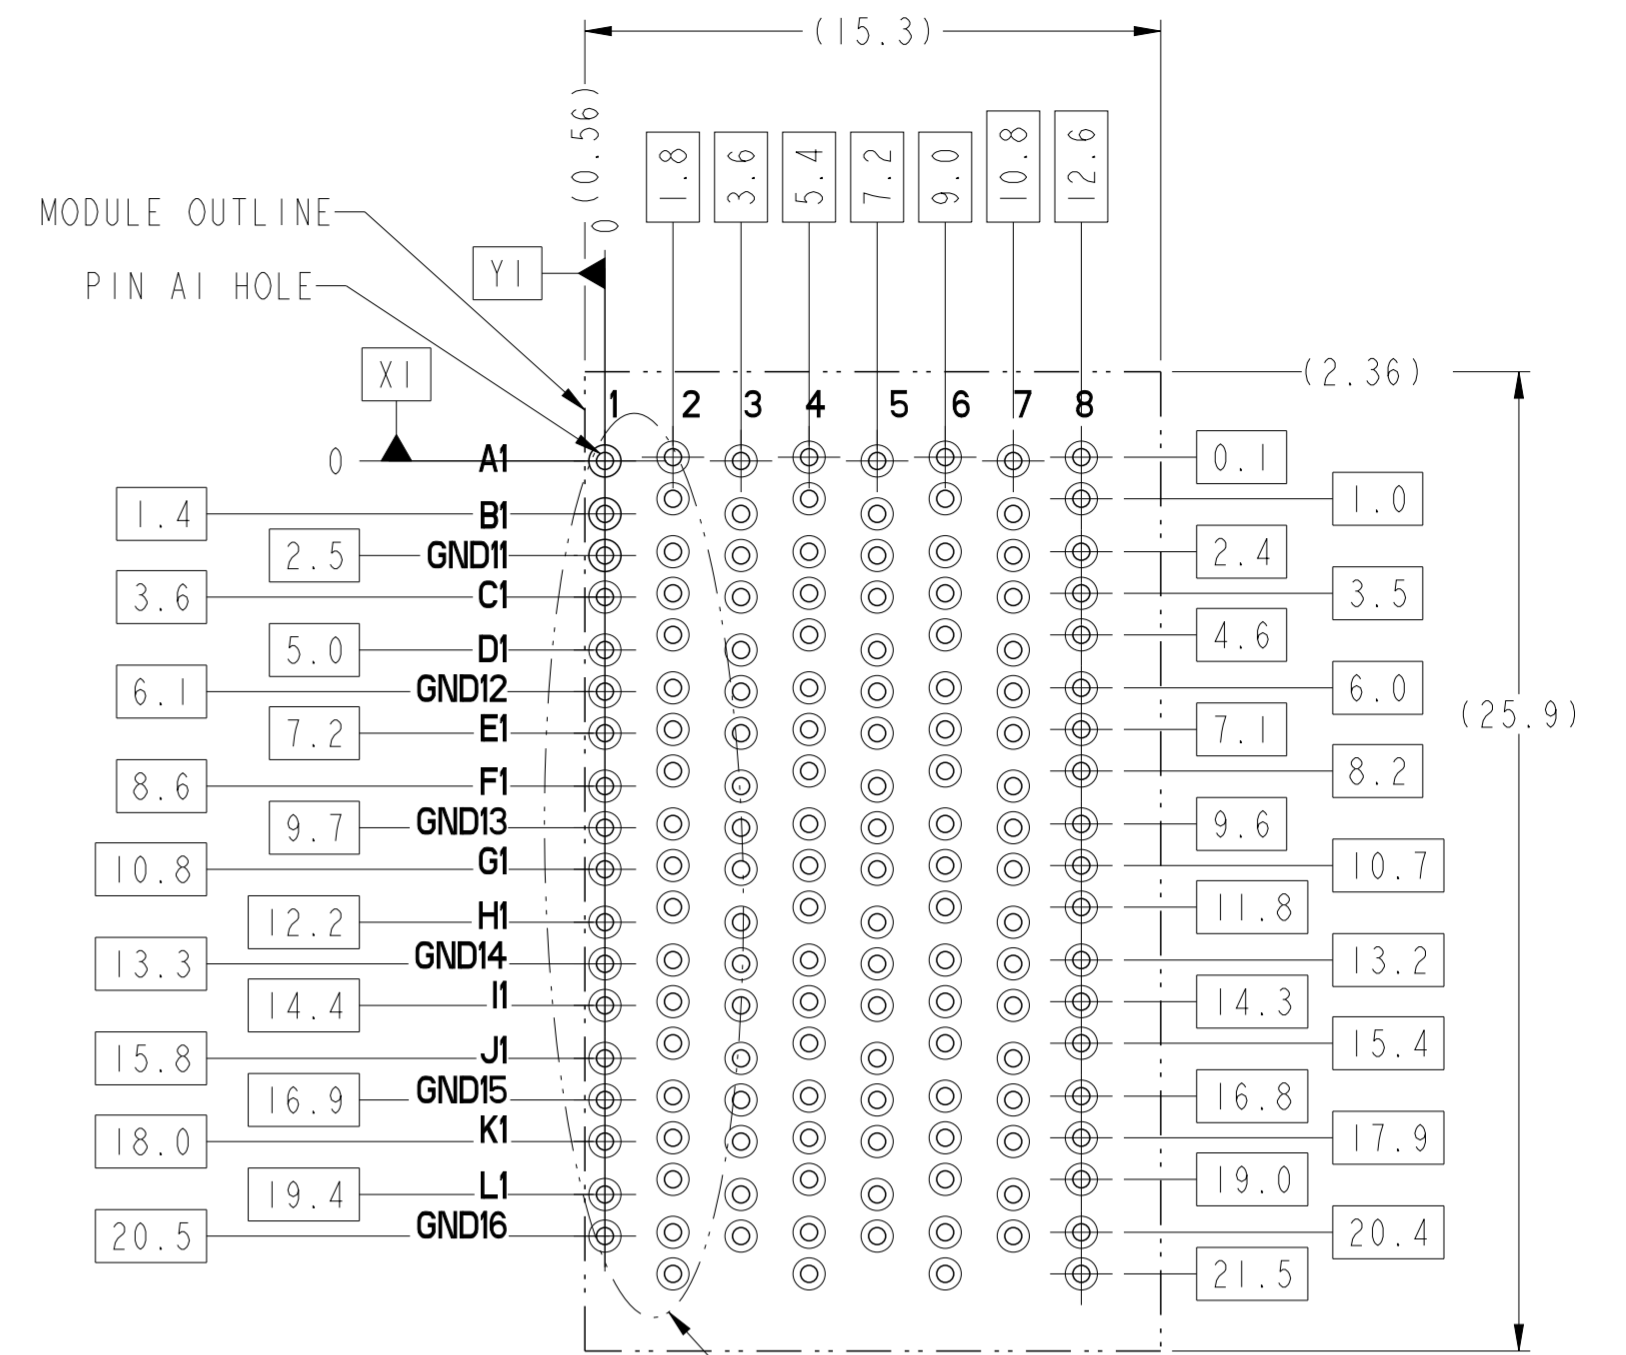 (15.3)
(0.56)
0
1.8
3.6
5.4
7.2
9.0
10.8
12.6
MODULE OUTLINE
PIN A1 HOLE
Y1
X1
(2.36)
1 2 3 4 5 6 7 8
0 A1 0.1
1.0
1.4 B1
2.5 GND11 2.4
3.6 C1 3.5
4.6
5.0 D1
6.1 GND12 6.0
(25.9)
7.2 E1 7.1
8.2
8.6 F1
9.7 GND13 9.6
10.8 G1 10.7
11.8
12.2 H1
13.3 GND14 13.2
14.4 I1 14.3
15.4
15.8 J1
16.9 GND15 16.8
18.0 K1 17.9
19.0
19.4 L1
20.5 GND16 20.4
21.5